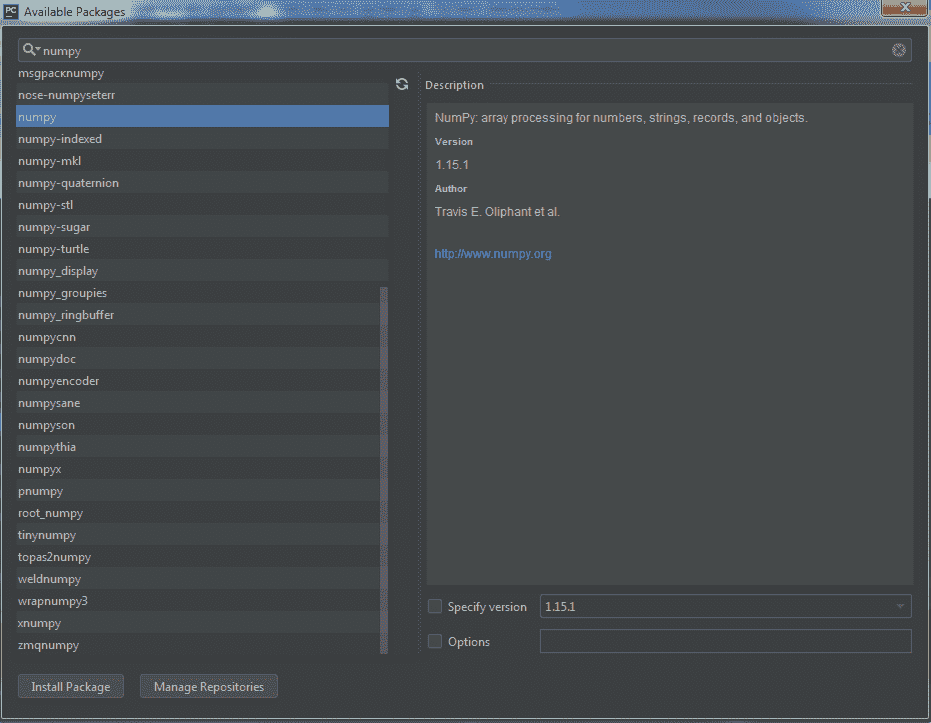 PC Available Packages
numpy
msgpacknumpy
nose-numpyseterr
numpy
numpy-indexed
numpy-mkl
numpy-quaternion
numpy-stl
numpy-sugar
numpy-turtle
numpy_display
numpy_groupies
numpy_ringbuffer
numpycnn
numpydoc
numpyencoder
numpysane
numpyson
numpythia
numpyx
pnumpy
root_numpy
tinynumpy
topas2numpy
weldnumpy
wrapnumpy3
xnumpy
zmqnumpy
Description
NumPy: array processing for numbers, strings, records, and objects.
Version
1.15.1
Author
Travis E. Oliphant et al.
http://www.numpy.org
Specify version 1.15.1
Options
Install Package Manage Repositories